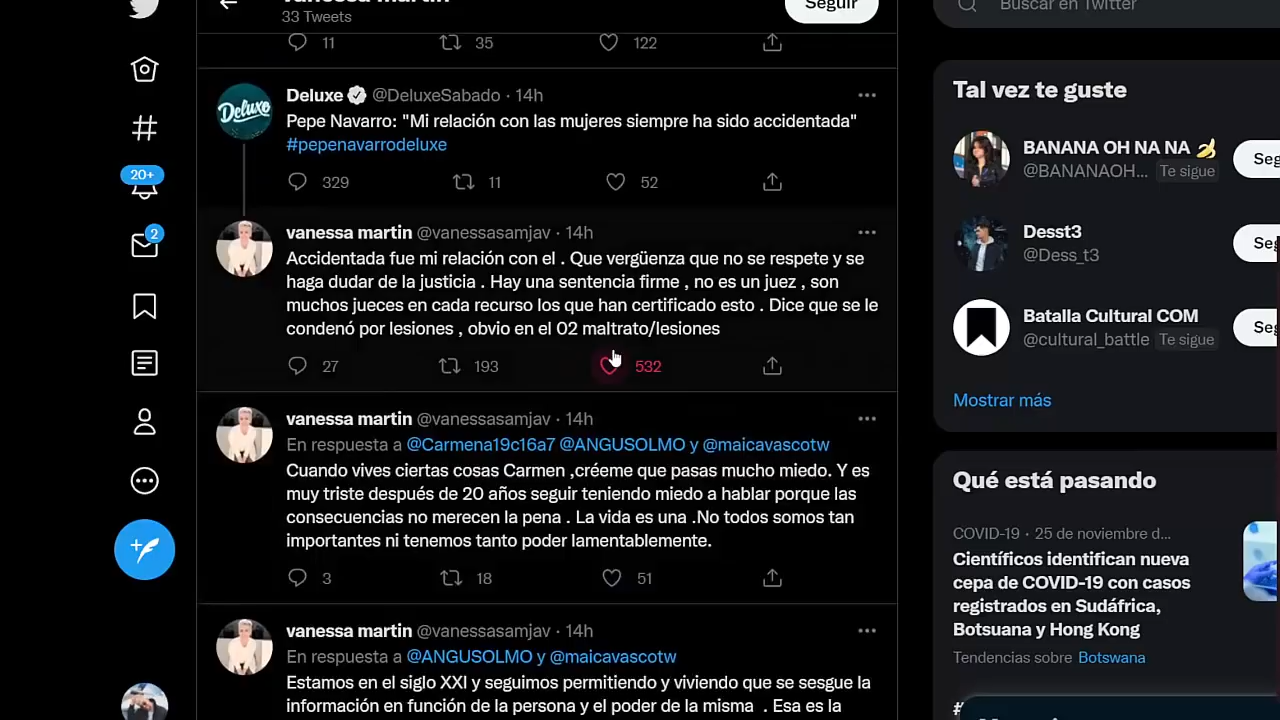 vanessa martin
33 Tweets
Seguir
11 35 122
Deluxe @DeluxeSabado · 14h
Pepe Navarro: "Mi relación con las mujeres siempre ha sido accidentada"
#pepenavarrodeluxe
329 11 52
vanessa martin @vanessasamjav · 14h
Accidentada fue mi relación con el . Que vergüenza que no se respete y se
haga dudar de la justicia . Hay una sentencia firme , no es un juez , son
muchos jueces en cada recurso los que han certificado esto . Dice que se le
condenó por lesiones , obvio en el 02 maltrato/lesiones
27 193 532
vanessa martin @vanessasamjav · 14h
En respuesta a @Carmena19c16a7 @ANGUSOLMO y @maicavascotw
Cuando vives ciertas cosas Carmen ,créeme que pasas mucho miedo. Y es
muy triste después de 20 años seguir teniendo miedo a hablar porque las
consecuencias no merecen la pena . La vida es una .No todos somos tan
importantes ni tenemos tanto poder lamentablemente.
3 18 51
vanessa martin @vanessasamjav · 14h
En respuesta a @ANGUSOLMO y @maicavascotw
Estamos en el siglo XXI y seguimos permitiendo y viviendo que se sesgue la
información en función de la persona y el poder de la misma . Esa es la
20+
2
Deluxe
Buscar en Twitter
Tal vez te guste
BANANA OH NA NA
@BANANAOH... Te sigue
Seg
Desst3
@Dess_t3
Seg
Batalla Cultural COM
@cultural_battle Te sigue
Seg
Mostrar más
Qué está pasando
COVID-19 · 25 de noviembre d...
Científicos identifican nueva
cepa de COVID-19 con casos
registrados en Sudáfrica,
Botsuana y Hong Kong
Tendencias sobre Botswana